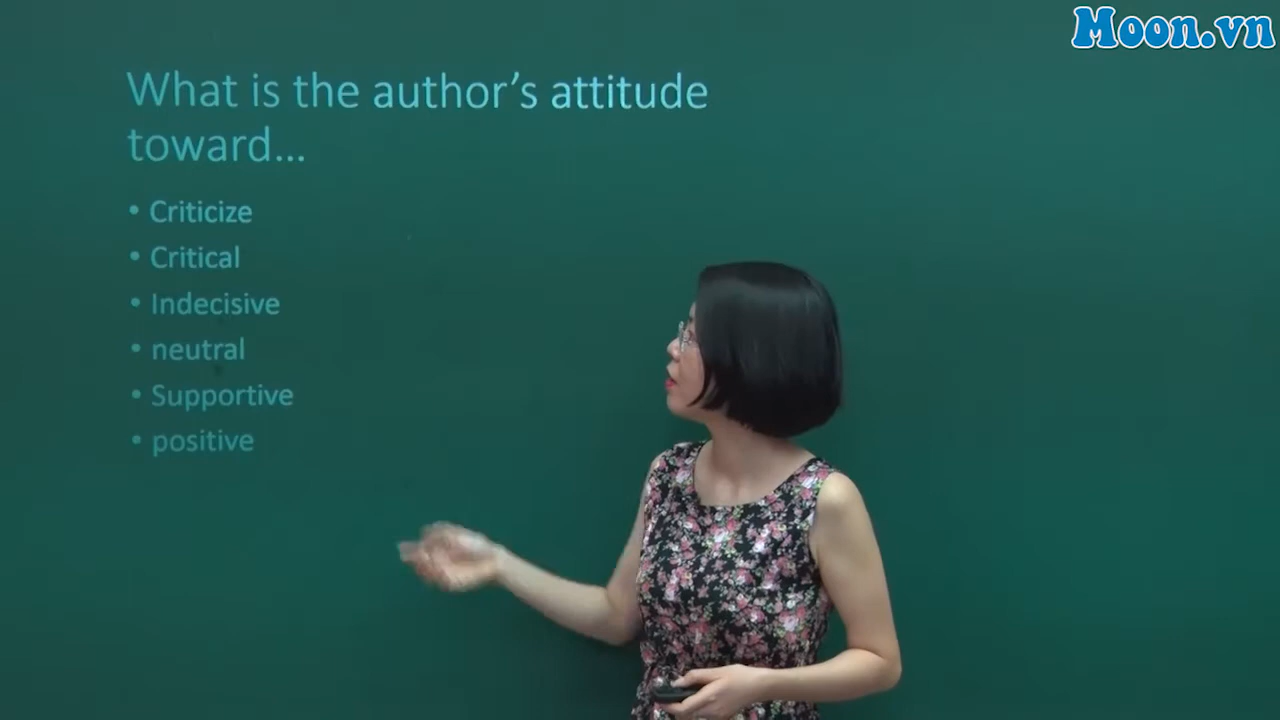 Moon.vn
What is the author's attitude
toward...
• Criticize
• Critical
• Indecisive
• neutral
• Supportive
• positive